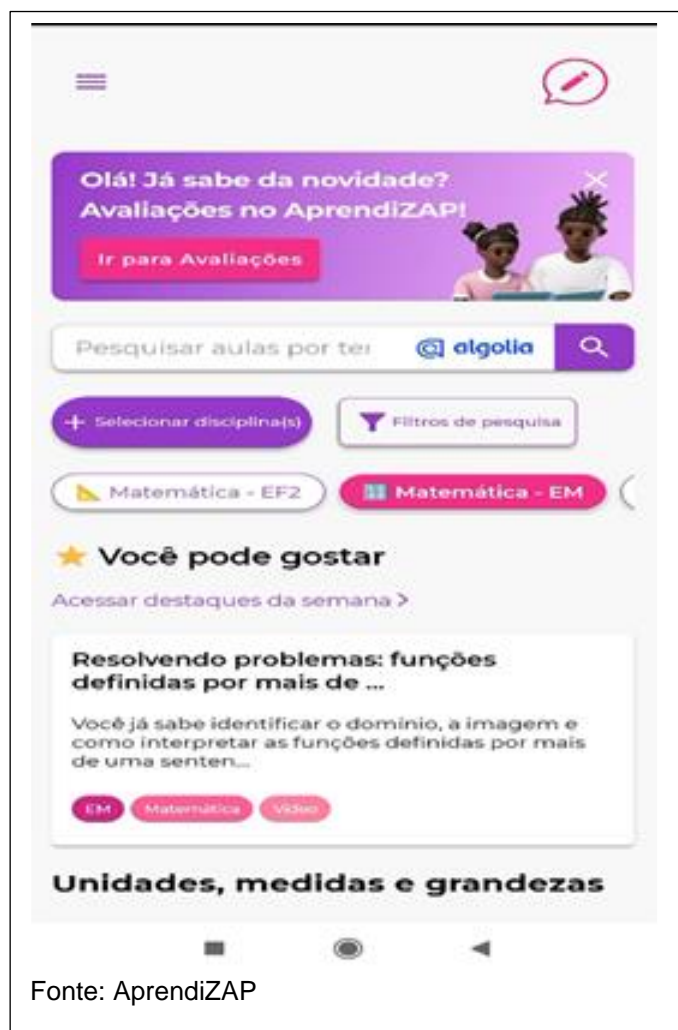 Olá! Já sabe da novidade?
Avaliações no AprendiZAP!
Ir para Avaliações
Pesquisar aulas por ter
algolia
+ Selecionar disciplina(s)
Filtros de pesquisa
Matemática - EF2
Matemática - EM
Você pode gostar
Acessar destaques da semana >
Resolvendo problemas: funções
definidas por mais de ...
Você já sabe identificar o domínio, a imagem e
como interpretar as funções definidas por mais
de uma senten...
EM Matemática Vídeo
Unidades, medidas e grandezas
Fonte: AprendiZAP